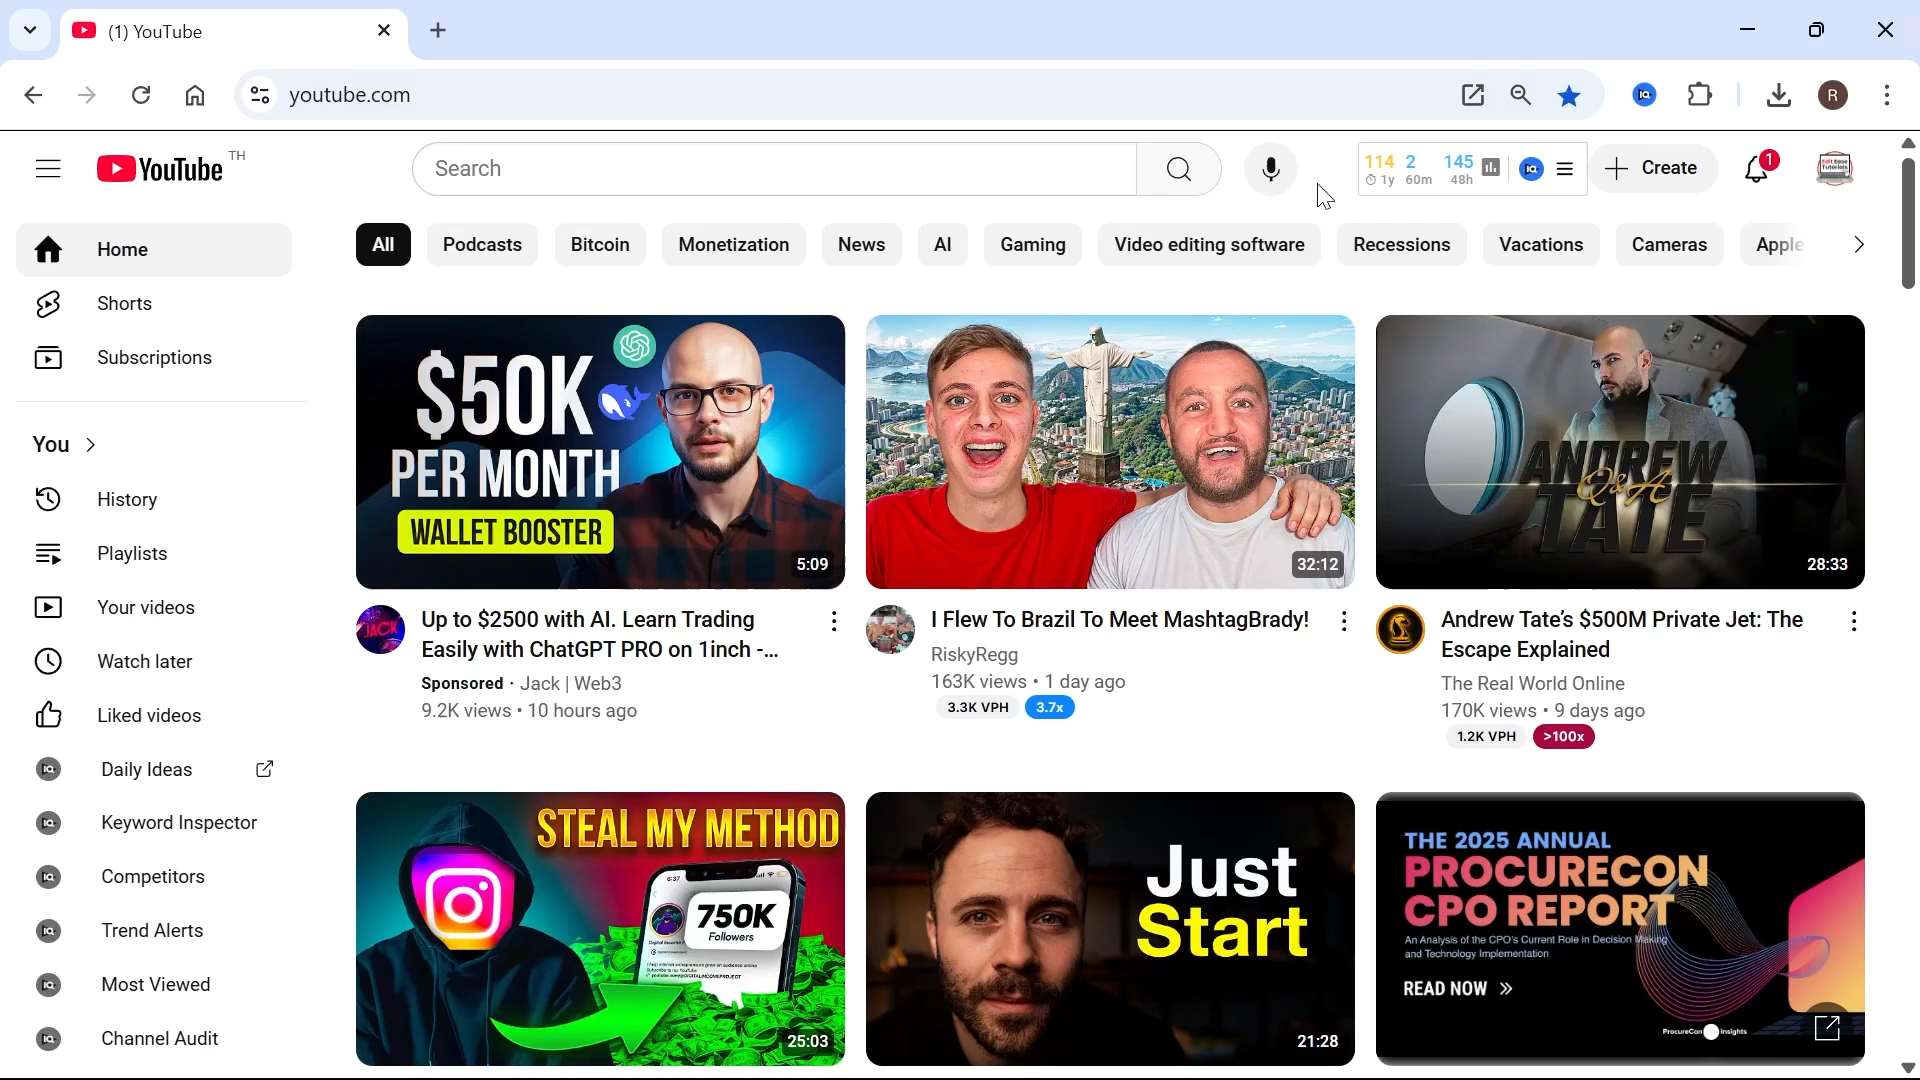 (1) YouTube
youtube.com
R
YouTube TH
Search
114 2 145
1y 60m 48h
Create
1
Home
Shorts
Subscriptions
You
History
Playlists
Your videos
Watch later
Liked videos
Daily Ideas
Keyword Inspector
Competitors
Trend Alerts
Most Viewed
Channel Audit
All Podcasts Bitcoin Monetization News AI Gaming Video editing software Recessions Vacations Cameras Apple
$50K
PER MONTH
WALLET BOOSTER
5:09
JACK
Up to $2500 with AI. Learn Trading
Easily with ChatGPT PRO on 1inch -...
Sponsored · Jack | Web3
9.2K views • 10 hours ago
32:12
I Flew To Brazil To Meet MashtagBrady!
RiskyRegg
163K views • 1 day ago
3.3K VPH 3.7x
ANDREW
Q&A
TATE
28:33
Andrew Tate’s $500M Private Jet: The
Escape Explained
The Real World Online
170K views • 9 days ago
1.2K VPH >100x
STEAL MY METHOD
6:37
750K
Followers
25:03
Just
Start
21:28
THE 2025 ANNUAL
PROCURECON
CPO REPORT
An Analysis of the CPO's Current Role in Decision Making
and Technology Implementation
READ NOW »
ProcureCon Insights